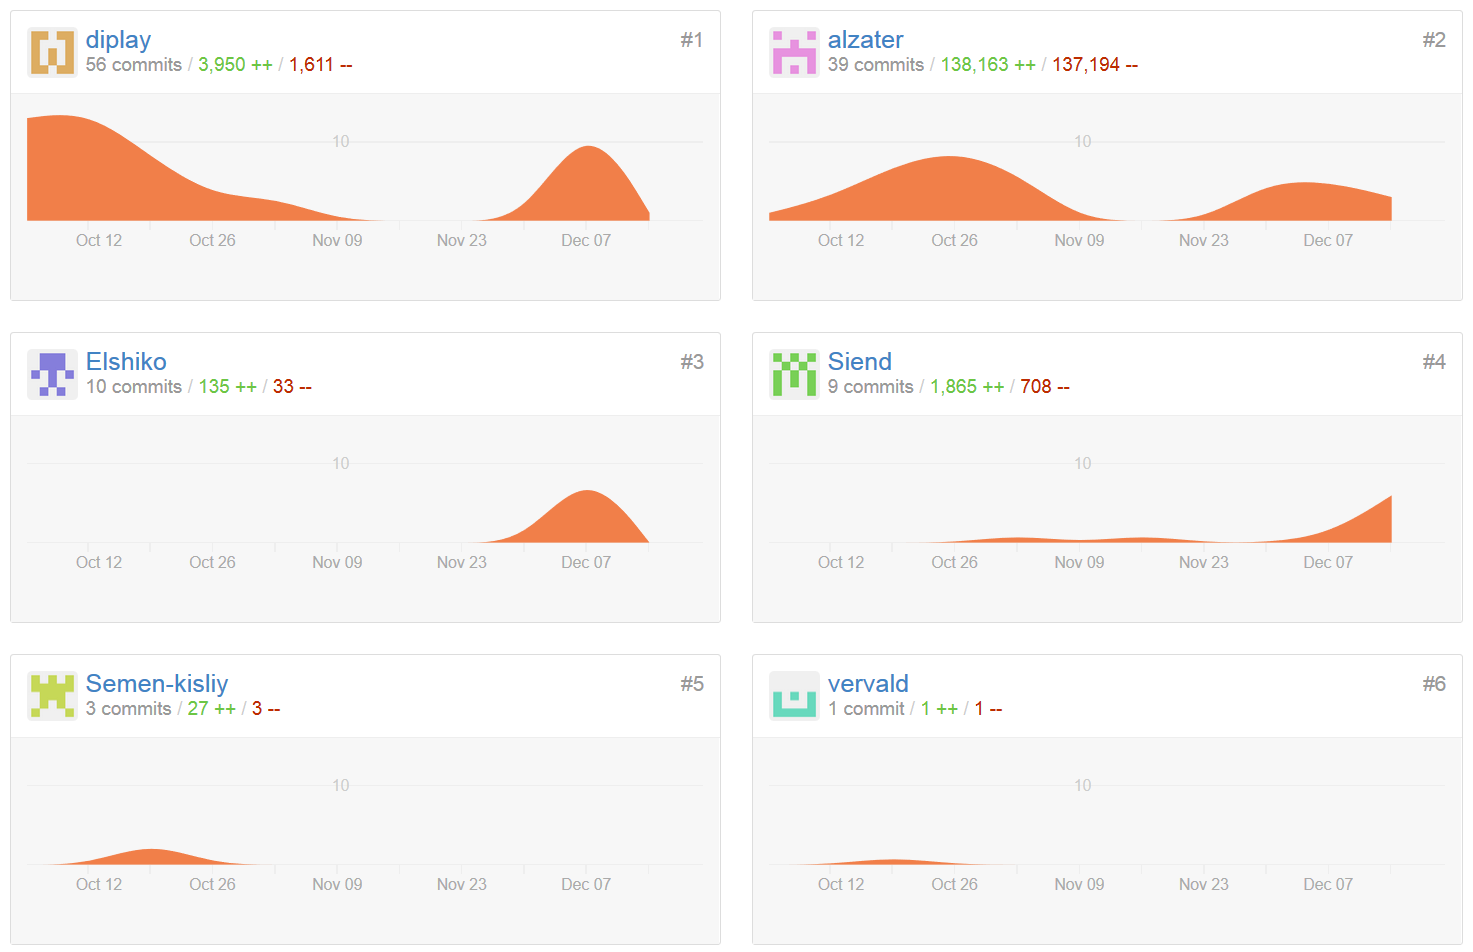 diplay #1
56 commits / 3,950 ++ / 1,611 --
10
Oct 12 Oct 26 Nov 09 Nov 23 Dec 07
alzater #2
39 commits / 138,163 ++ / 137,194 --
10
Oct 12 Oct 26 Nov 09 Nov 23 Dec 07
Elshiko #3
10 commits / 135 ++ / 33 --
10
Oct 12 Oct 26 Nov 09 Nov 23 Dec 07
Siend #4
9 commits / 1,865 ++ / 708 --
10
Oct 12 Oct 26 Nov 09 Nov 23 Dec 07
Semen-kisliy #5
3 commits / 27 ++ / 3 --
10
Oct 12 Oct 26 Nov 09 Nov 23 Dec 07
vervald #6
1 commit / 1 ++ / 1 --
10
Oct 12 Oct 26 Nov 09 Nov 23 Dec 07